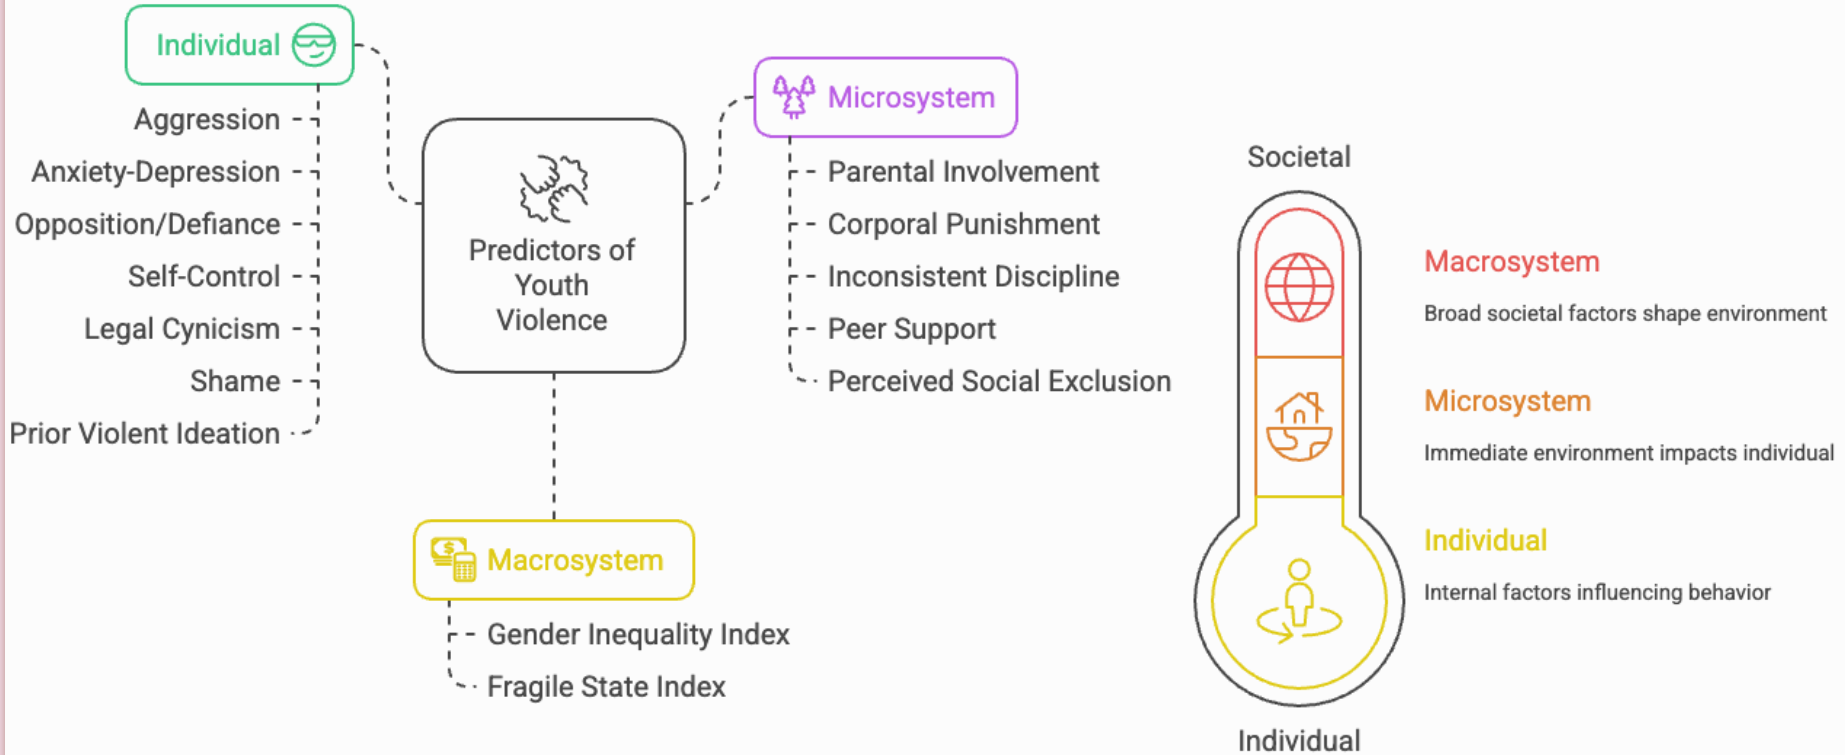 Individual
Aggression
Anxiety-Depression
Opposition/Defiance
Self-Control
Legal Cynicism
Shame
Prior Violent Ideation
Predictors of
Youth
Violence
Microsystem
Parental Involvement
Corporal Punishment
Inconsistent Discipline
Peer Support
Perceived Social Exclusion
$ Macrosystem
Gender Inequality Index
Fragile State Index
Societal
Macrosystem
Broad societal factors shape environment
Microsystem
Immediate environment impacts individual
Individual
Internal factors influencing behavior
Individual